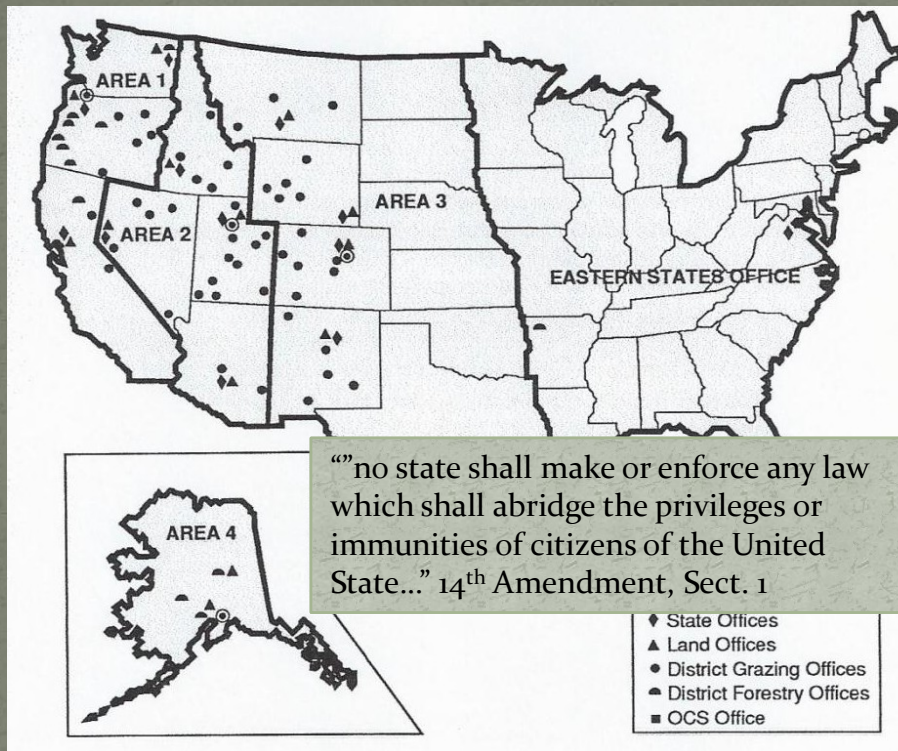 AREA 1
AREA 2
AREA 3
EASTERN STATES OFFICE
AREA 4
“”no state shall make or enforce any law
which shall abridge the privileges or
immunities of citizens of the United
State…” 14th Amendment, Sect. 1
State Offices
Land Offices
District Grazing Offices
District Forestry Offices
OCS Office